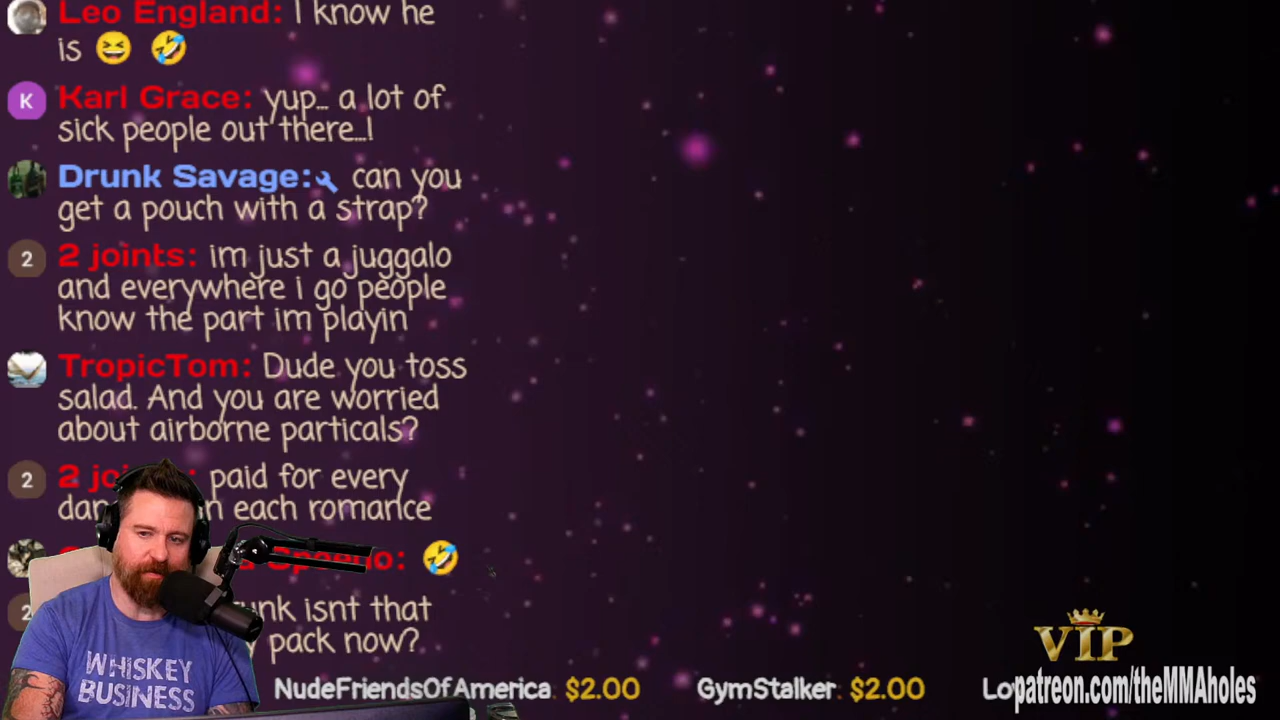 Leo England: I know he
is 😆 🤣
K
Karl Grace: yup... a lot of
sick people out there...!
Drunk Savage: can you
get a pouch with a strap?
2
2 joints: im just a juggalo
and everywhere i go people
know the part im playin
TropicTom: Dude you toss
salad. And you are worried
about airborne particals?
2
2 paid for every
each romance
🤣
2
isnt that
pack now?
WHISKEY
BUSINESS
NudeFriendsOfAmerica: $2.00 GymStalker: $2.00
VIP
patreon.com/theMMAholes